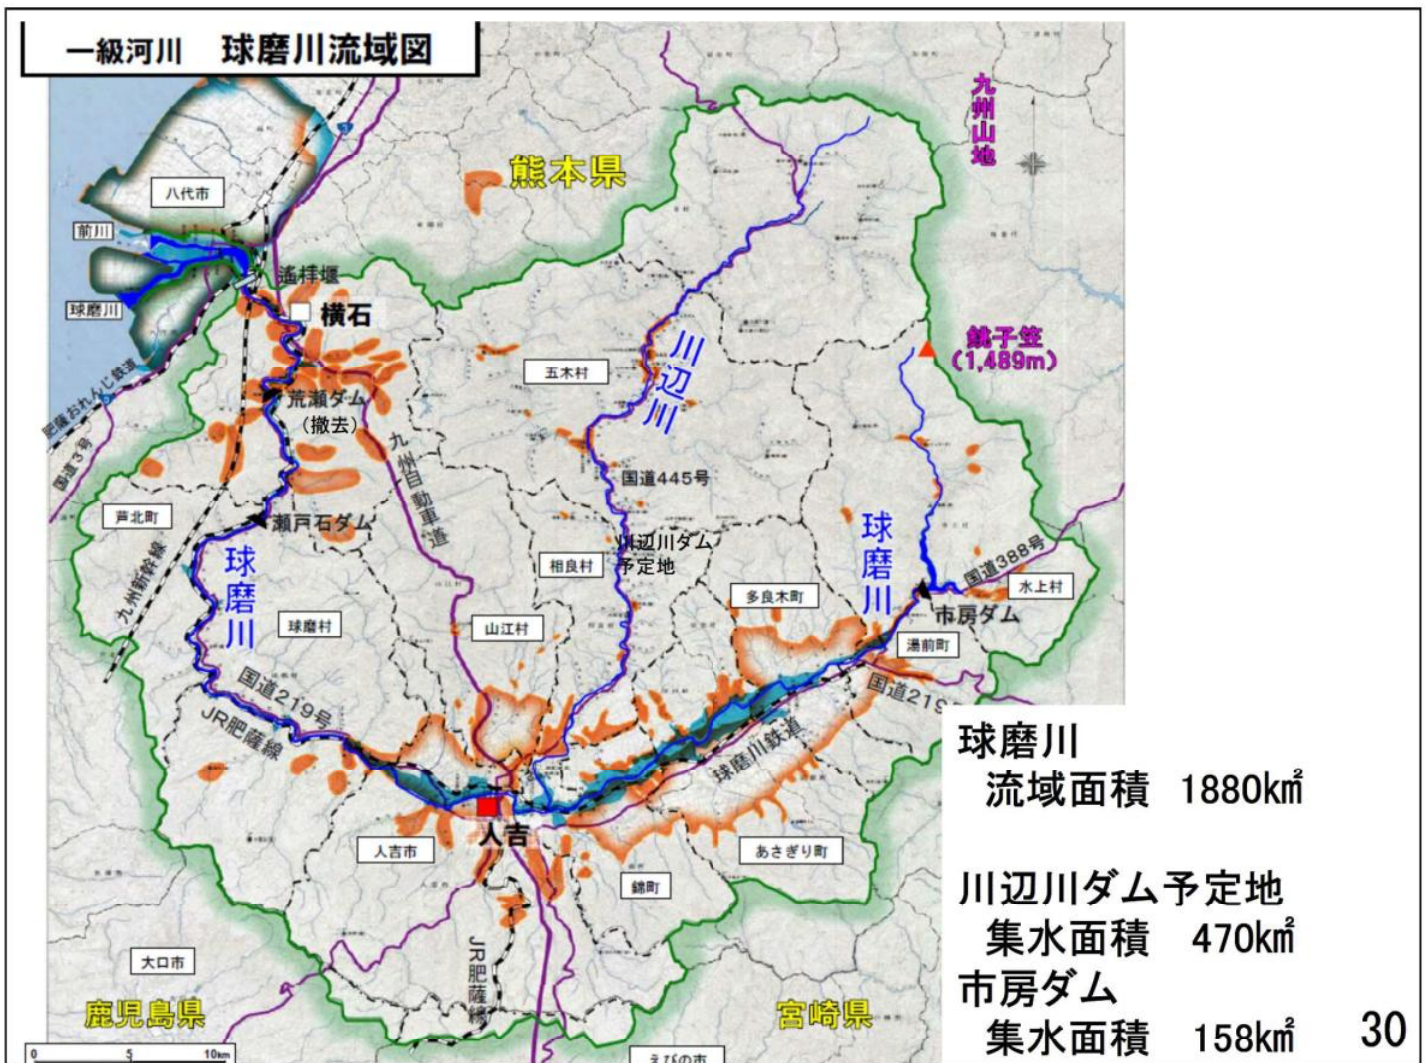 一級河川　球磨川流域図
九州山地
3
熊本県
八代市
前川
遙拝堰
球磨川
横石
銚子笠
(1,489m)
川辺川
五木村
肥薩おれんじ鉄道
荒瀬ダム
(撤去)
九州自動車道
国道3号
国道445号
芦北町
瀬戸石ダム
球磨川
川辺川ダム
予定地
相良村
九州新幹線
球磨川
国道388号
水上村
多良木町
市房ダム
球磨村
山江村
湯前町
国道219号
国道219
JR肥薩線
球磨川鉄道
人吉
人吉市
あさぎり町
錦町
大口市
JR肥薩線
鹿児島県
宮崎県
えびの市
0 5 10km
球磨川
流域面積　1880k㎡
川辺川ダム予定地
集水面積　470k㎡
市房ダム
集水面積　158k㎡
30